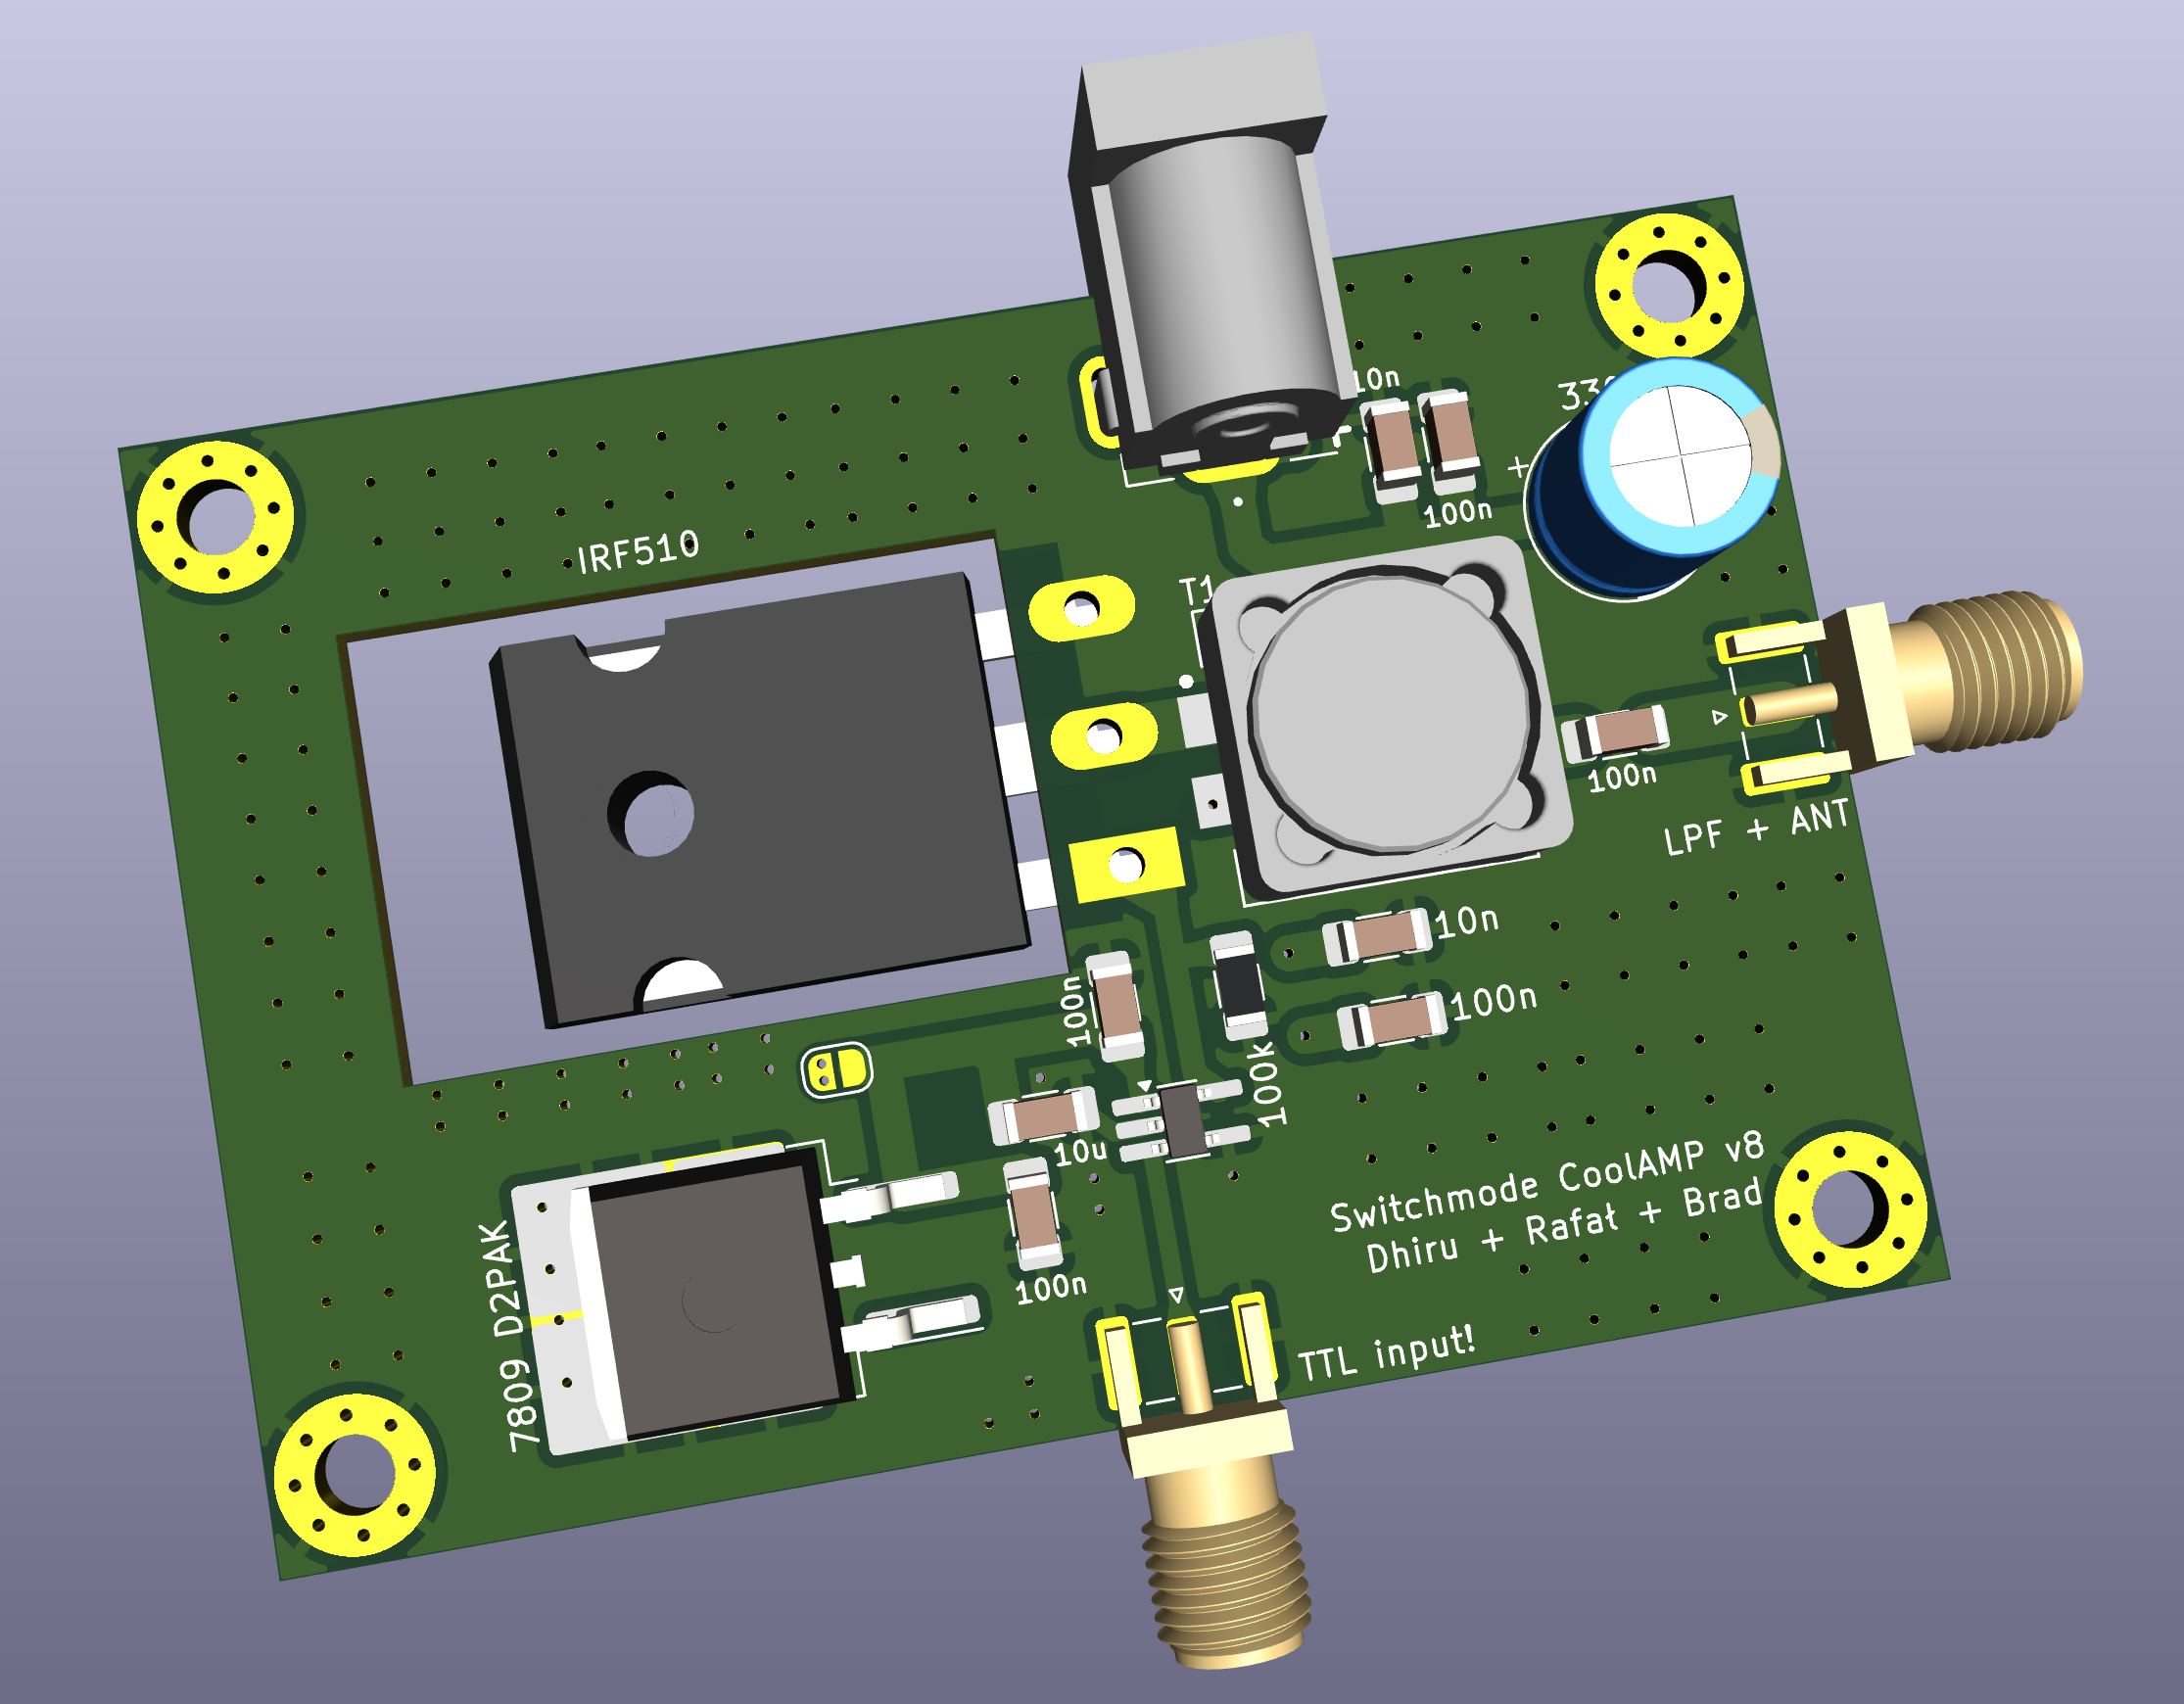 10n
100n
IRF510
T1
100n
LPF + ANT
10n
100n
100n
100k
10u
100n
7809 D2PAK
Switchmode CoolAMP v8
Dhiru + Rafał + Brad
TTL input!